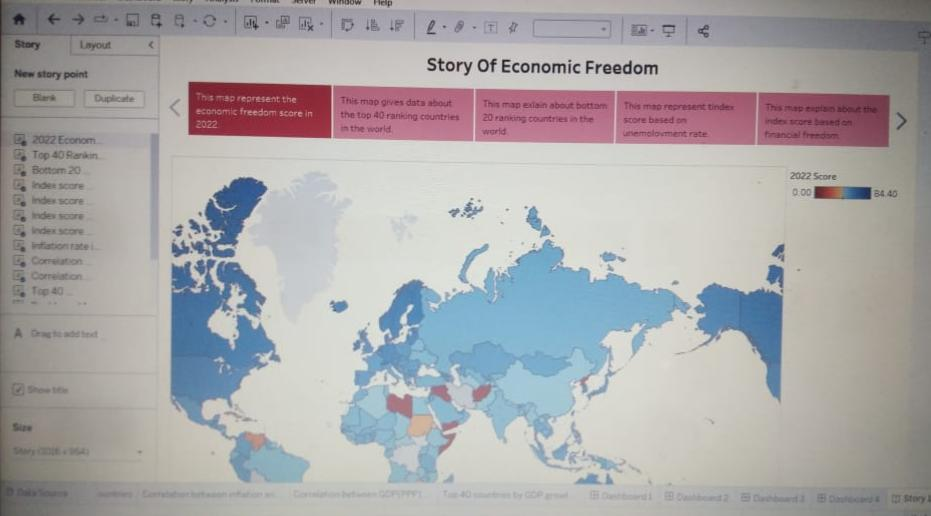 Window Help
Story Layout
New story point
Blank Duplicate
2022 Econom...
Top 40 Rankin...
Bottom 20 ...
Index score ...
Index score ...
Index score ...
Index score ...
Inflation rate i...
Correlation ...
Correlation ...
Top 40 ...
A Drag to add text
Show title
Size
Story (1016 x 964)
Story Of Economic Freedom
This map represent the
economic freedom score in
2022.
This map gives data about
the top 40 ranking countries
in the world.
This map exlain about bottom
20 ranking countries in the
world.
This map represent tindex
score based on
unemolovment rate.
This map explain about the
index score based on
financial freedom
2022 Score
0.00 84.40
Data Source countries Correlation between inflation an... Correlation between GDP(PPP)... Top 40 countries by GDP growt... Dashboard 1 Dashboard 2 Dashboard 3 Dashboard 4 Story 1